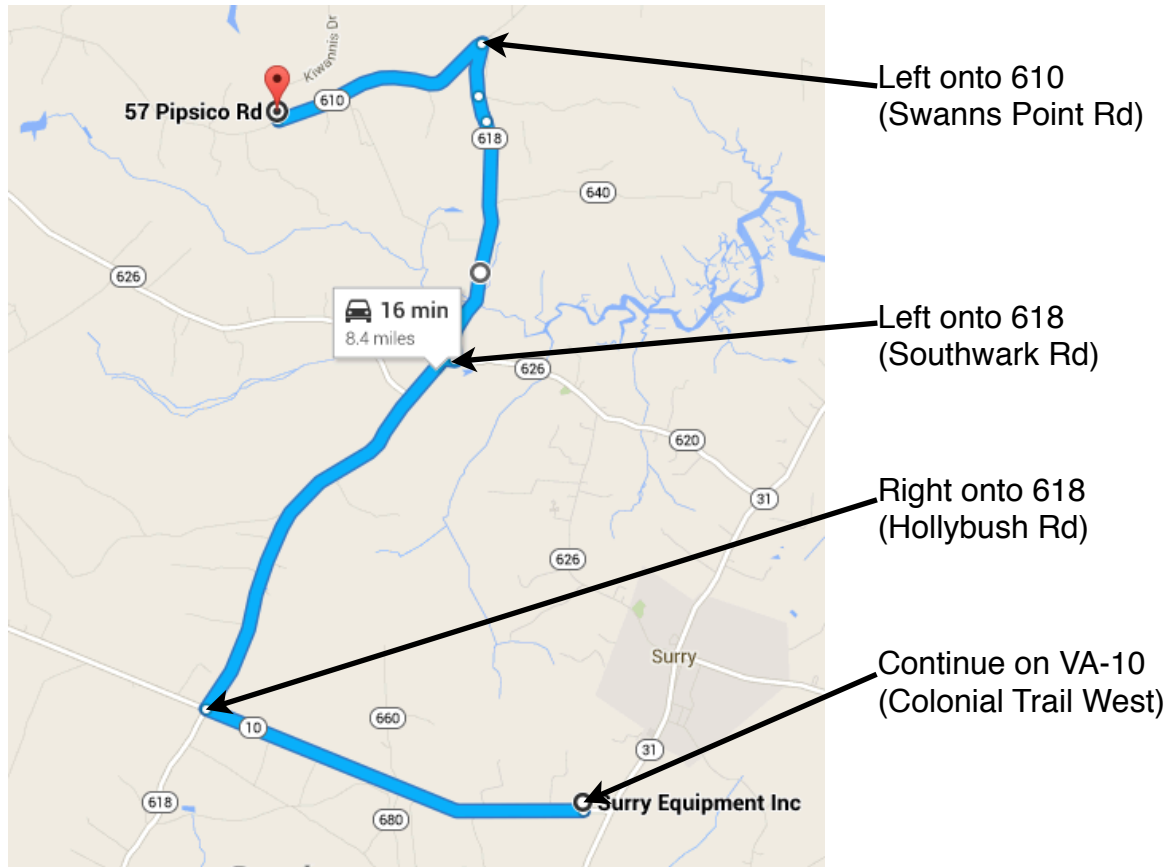 Kiwannis Dr
57 Pipsico Rd
610
618
Left onto 610
(Swanns Point Rd)
640
626
16 min
8.4 miles
626
Left onto 618
(Southwark Rd)
620
31
Right onto 618
(Hollybush Rd)
626
Surry
Continue on VA-10
(Colonial Trail West)
660
10
31
618
680
Surry Equipment Inc